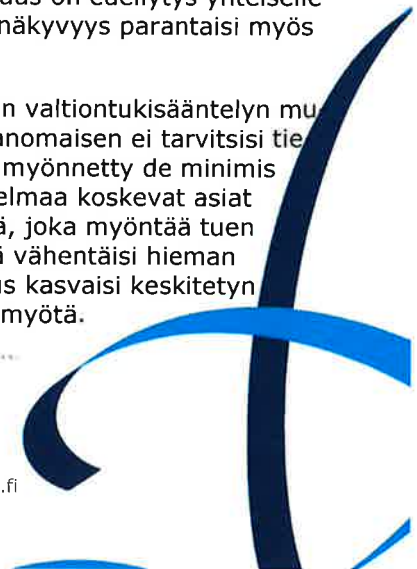 näkyvyys parantaisi myös
n valtiontukisääntelyn mu
anomaisen ei tarvitsisi tie
myönnetty de minimis
elmaa koskevat asiat
ä, joka myöntää tuen
ä vähentäisi hieman
us kasvaisi keskitetyn
myötä.
.fi